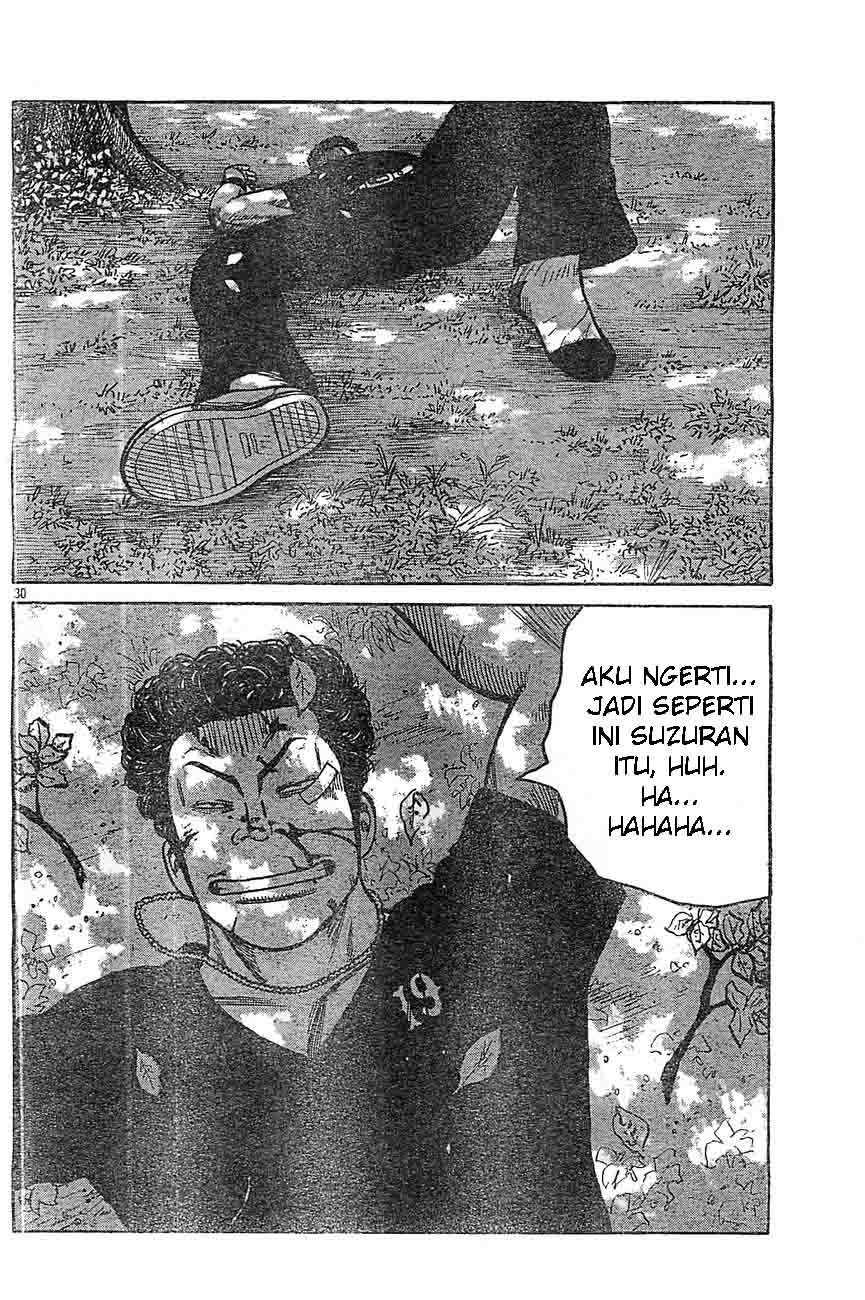 30
AKU NGERTI...
JADI SEPERTI
INI SUZURAN
ITU, HUH.
HA...
HAHAHA...
19